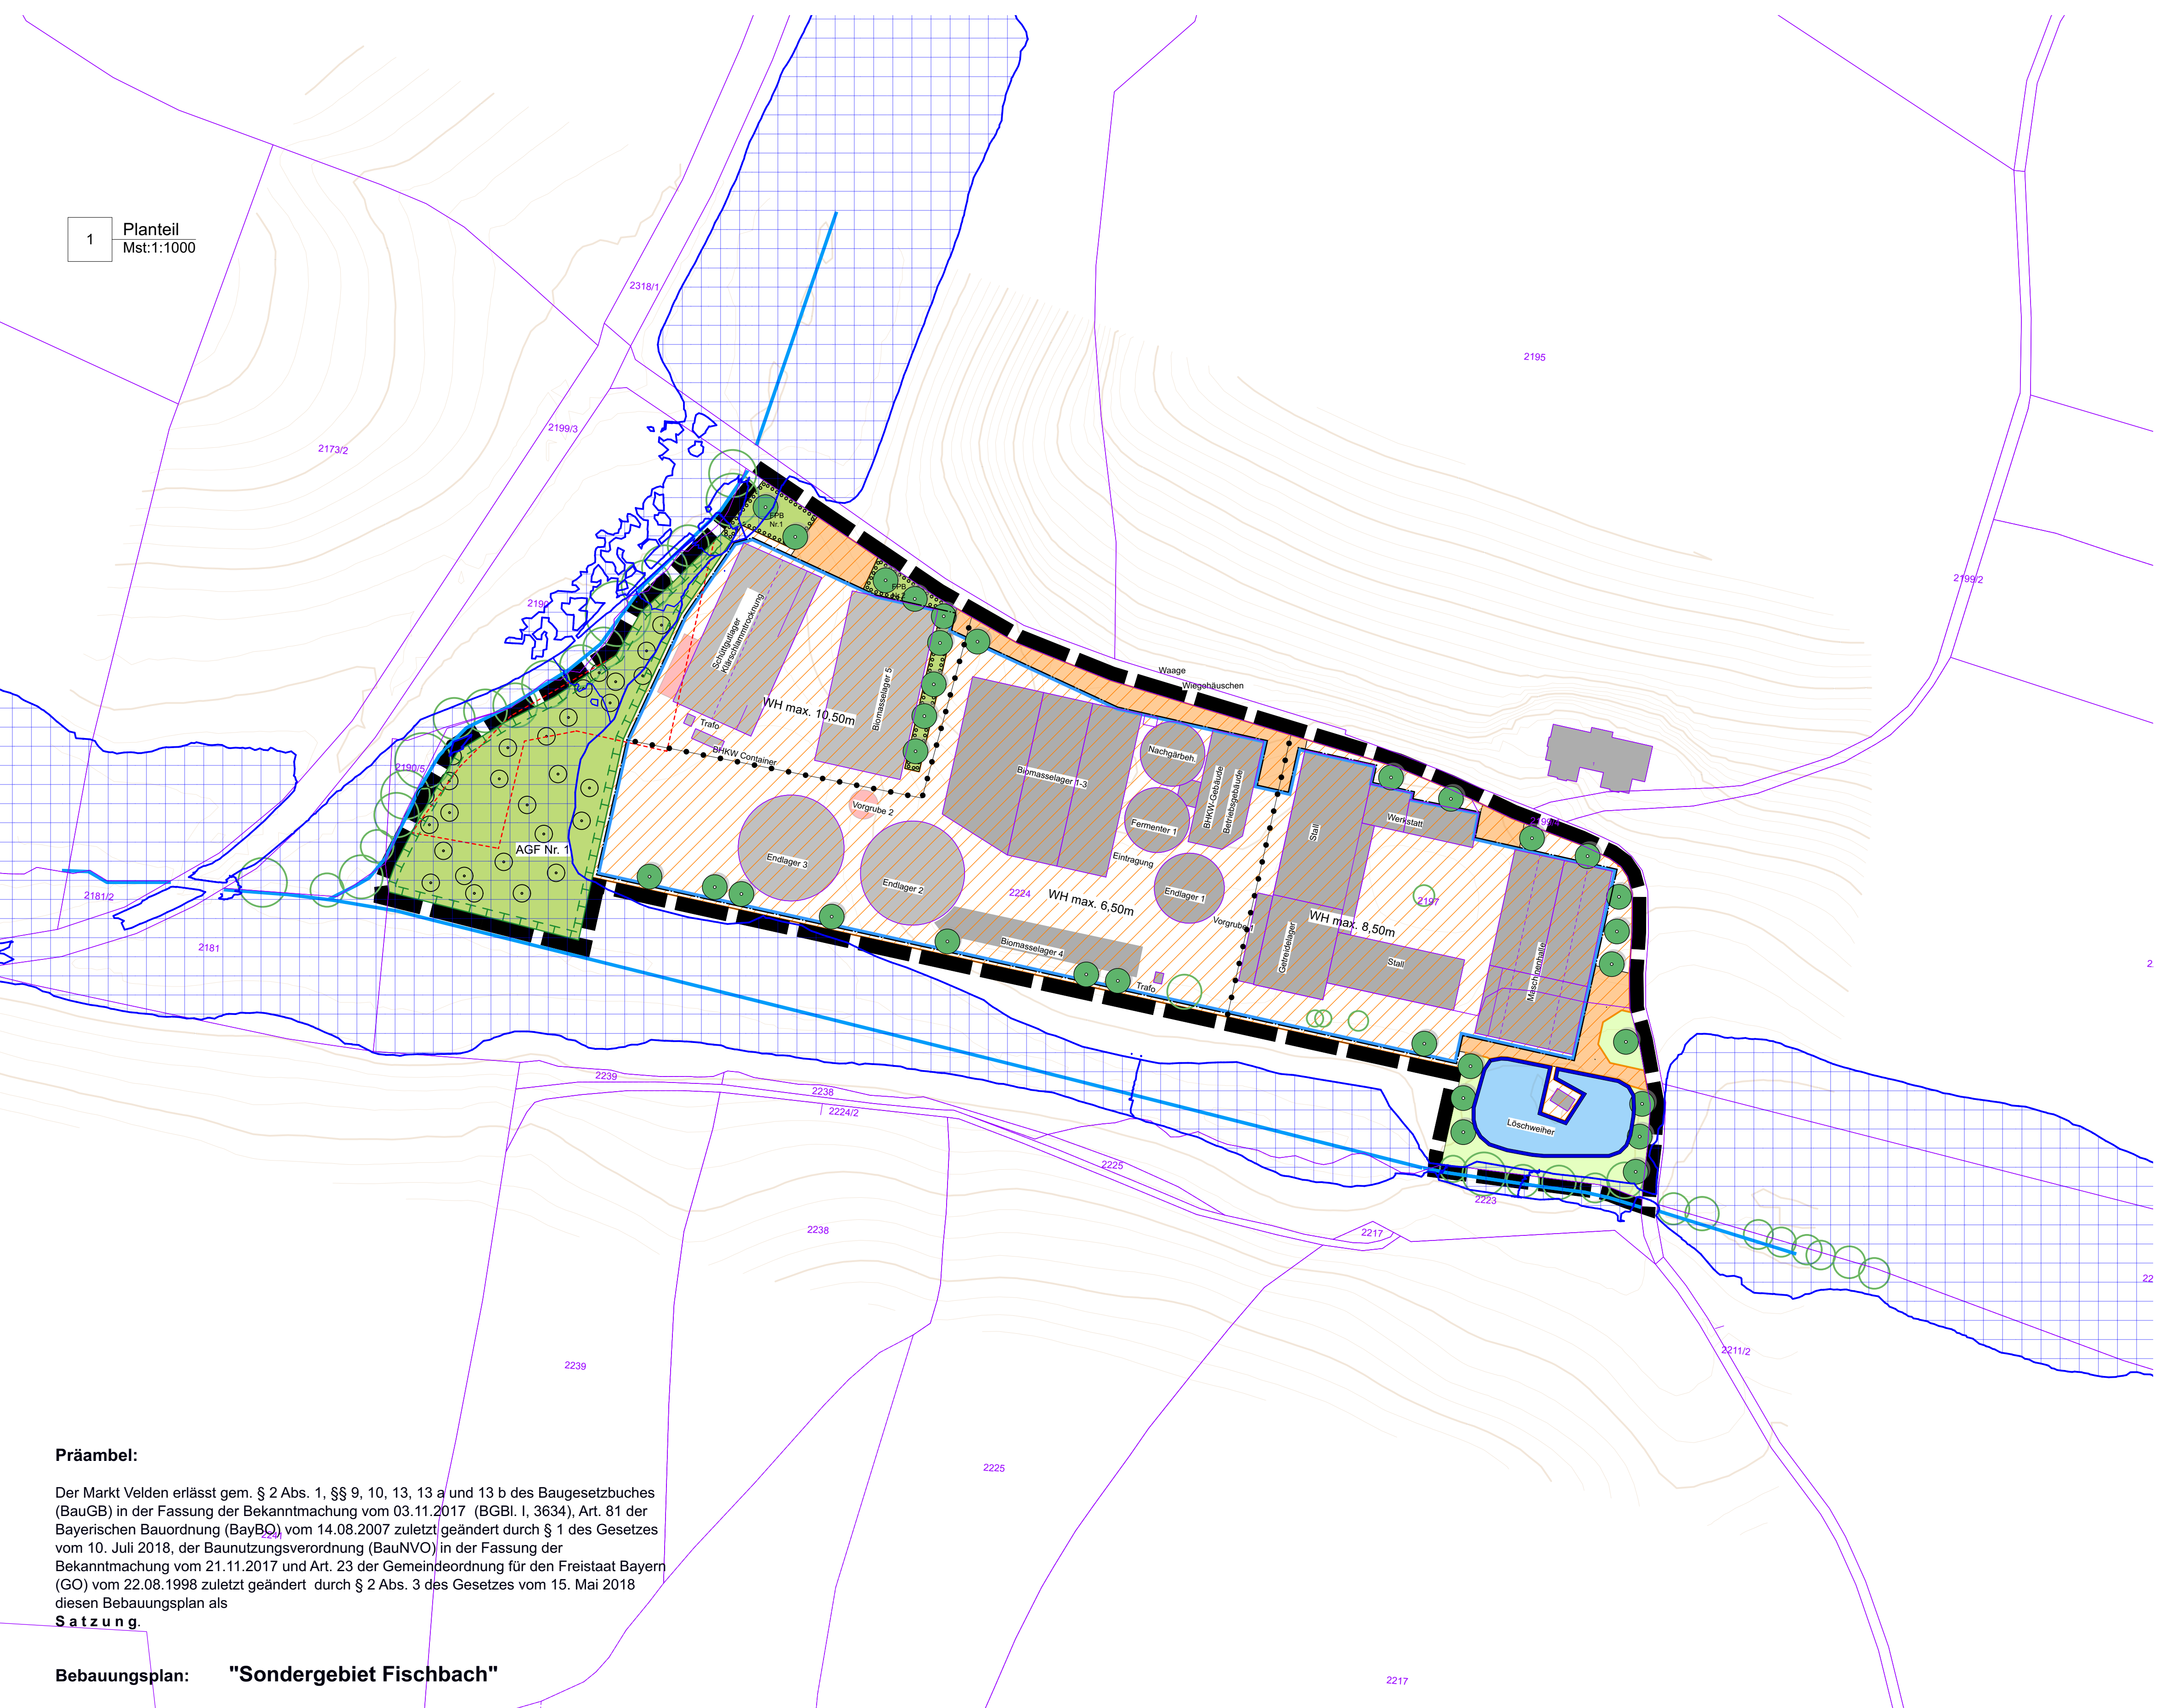 1
Planteil
Mst:1:1000
2318/1
2195
2199/3
2173/2
2199/2
2190
FPB
Nr.1
FPB
Schüttgutlager
Klärschlammtrocknung
Biomasselager 5
WH max. 10,50m
Trafo
BHKW Container
Waage
Wiegehäuschen
2190/5
Vorgrube 2
Biomasselager 1-3
Nachgärbeh.
BHKW-Gebäude
Betriebsgebäude
Fermenter 1
Eintragung
Stall
Werkstatt
AGF Nr. 1
Endlager 3
Endlager 2
Endlager 1
2224
WH max. 6,50m
2197
WH max. 8,50m
2181/2
2181
Biomasselager 4
Trafo
Getreidelager
Stall
Maschinenhalle
Löschweiher
2239
2238
2224/2
2225
2223
2217
2238
2211/2
2239
2225
2217
Präambel:
Der Markt Velden erlässt gem. § 2 Abs. 1, §§ 9, 10, 13, 13 a und 13 b des Baugesetzbuches
(BauGB) in der Fassung der Bekanntmachung vom 03.11.2017 (BGBl. I, 3634), Art. 81 der
Bayerischen Bauordnung (BayBO) vom 14.08.2007 zuletzt geändert durch § 1 des Gesetzes
vom 10. Juli 2018, der Baunutzungsverordnung (BauNVO) in der Fassung der
Bekanntmachung vom 21.11.2017 und Art. 23 der Gemeindeordnung für den Freistaat Bayern
(GO) vom 22.08.1998 zuletzt geändert durch § 2 Abs. 3 des Gesetzes vom 15. Mai 2018
diesen Bebauungsplan als
S a t z u n g.
Bebauungsplan: "Sondergebiet Fischbach"